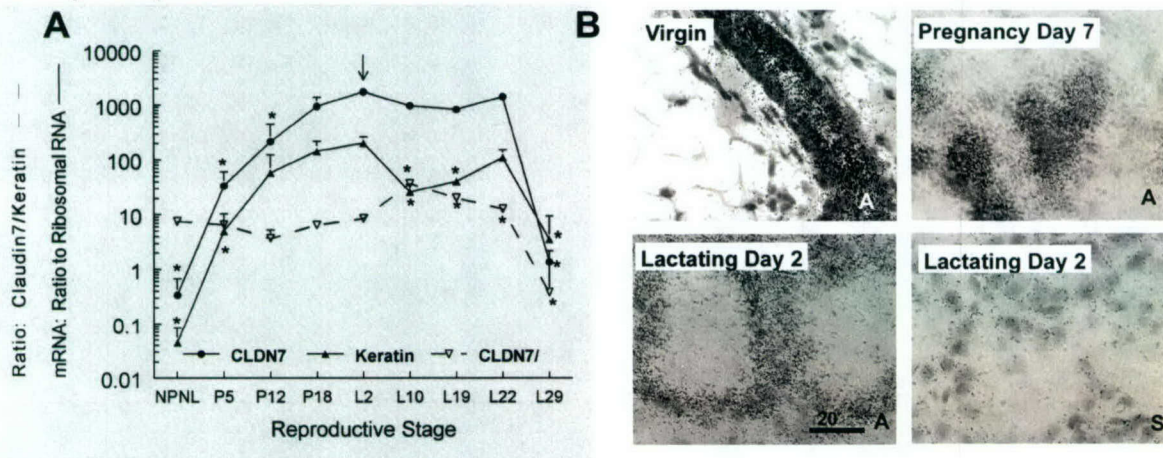 A
Ratio: Claudin7/Keratin
mRNA: Ratio to Ribosomal RNA
10000
1000
100
10
1
0.1
0.01
* * * * * * * * * * * * *
CLDN7 Keratin CLDN7/
NPNL P5 P12 P18 L2 L10 L19 L22 L29
Reproductive Stage
B
Virgin
A
Pregnancy Day 7
A
Lactating Day 2
20
A
Lactating Day 2
S